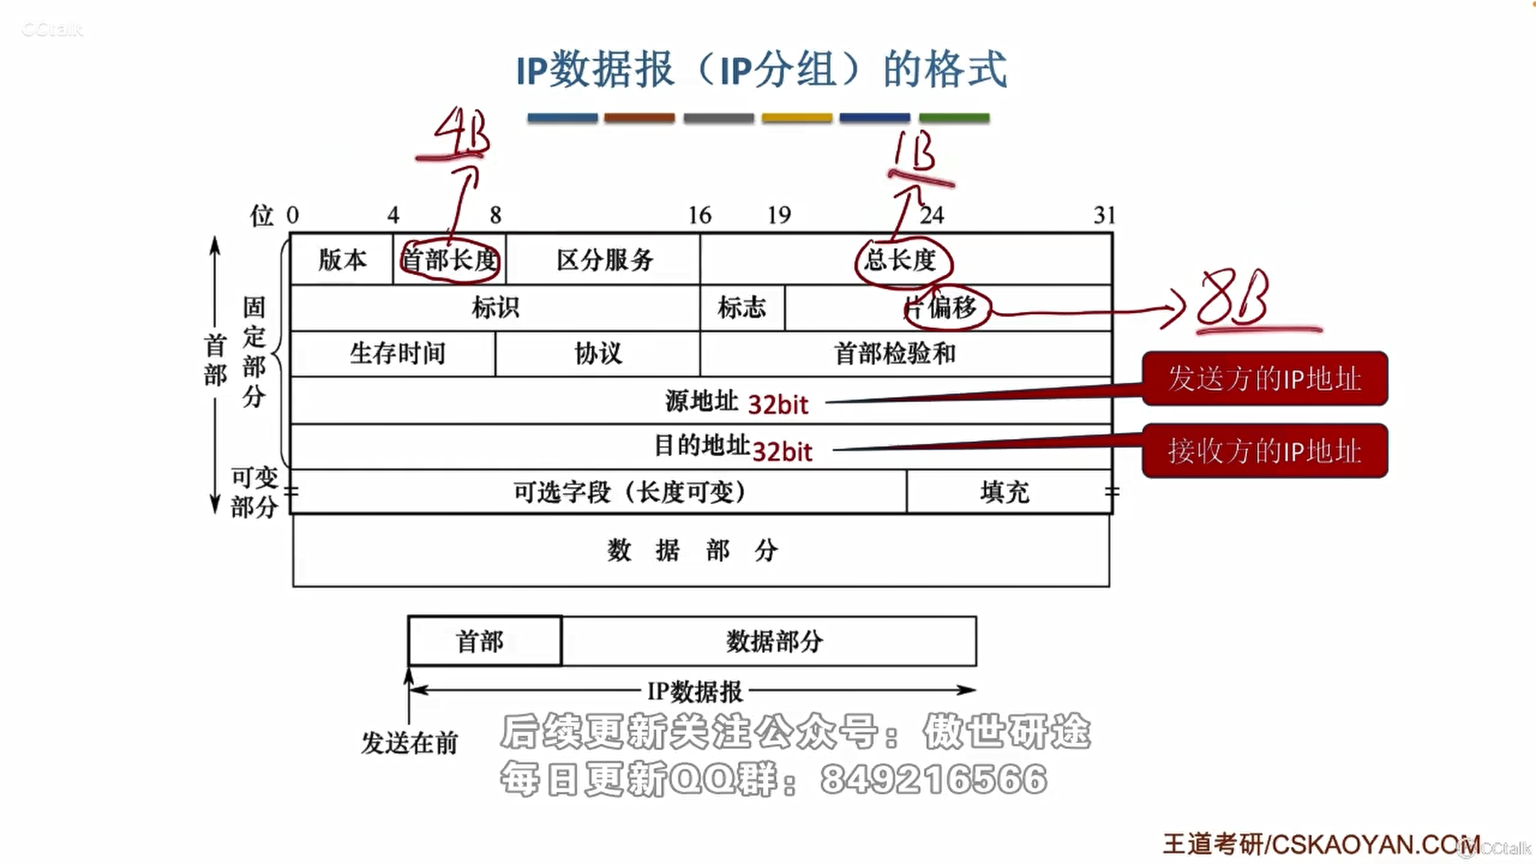 CCtalk
IP数据报（IP分组）的格式
4B
1B
位 0 4 8 16 19 24 31
版本 首部长度 区分服务 总长度
标识 标志 片偏移
8B
生存时间 协议 首部检验和
源地址 32bit
发送方的IP地址
目的地址32bit
接收方的IP地址
可选字段（长度可变） 填充
数据部分
首部
固定部分
可变
部分
首部 数据部分
IP数据报
发送在前
后续更新关注公众号：傲世研途
每日更新QQ群：849216566
王道考研/CSKAOYAN.COM
CCtalk